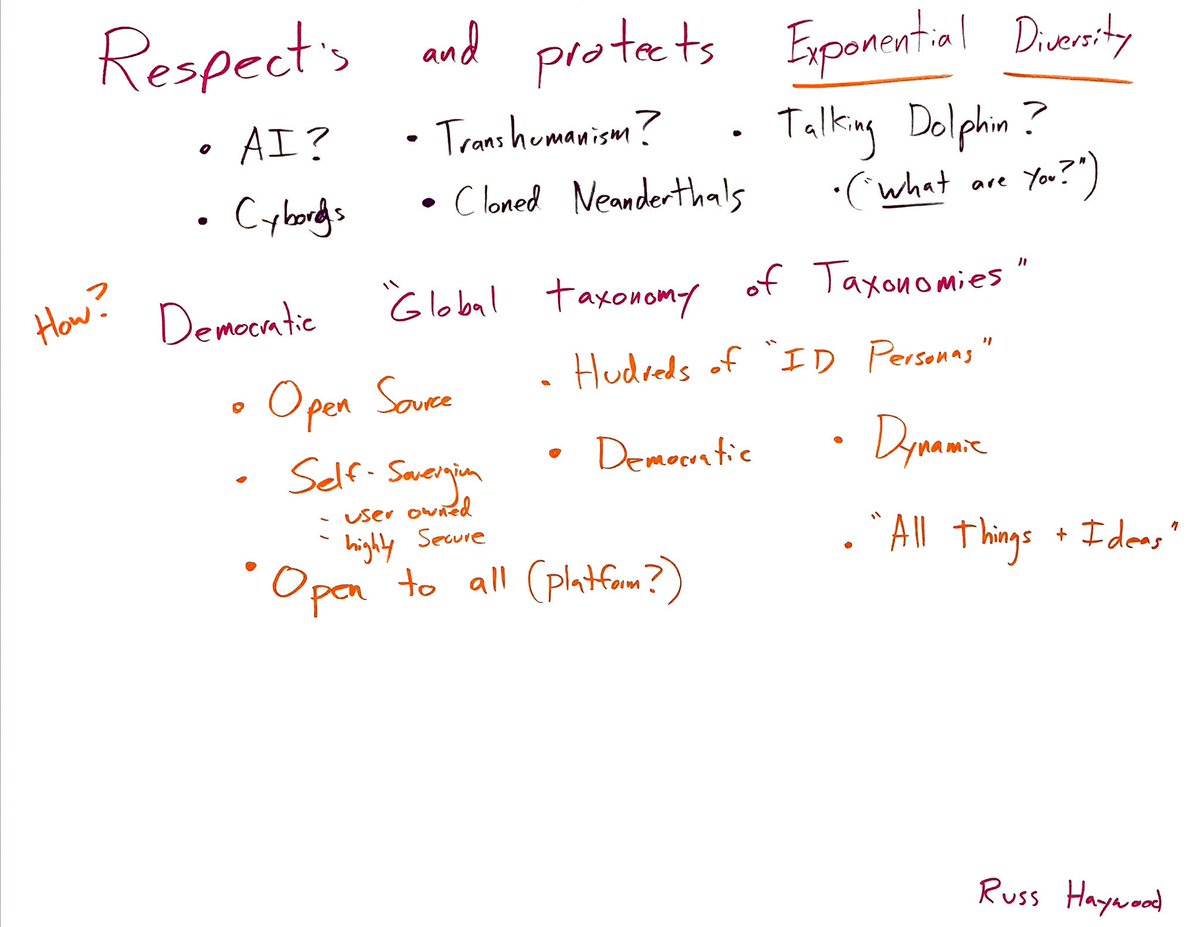 Respect's and protects Exponential Diversity
• AI? • Transhumanism? • Talking Dolphin?
• Cyborgs • Cloned Neanderthals • ("What are you?")
How? Democratic "Global taxonomy of Taxonomies"
• Open Source • Hudreds of "ID Personas"
• Self-Sovergign • Democratic • Dynamic
- user owned
- highly Secure • "All things + Ideas"
• Open to all (platform?)
Russ Haywood